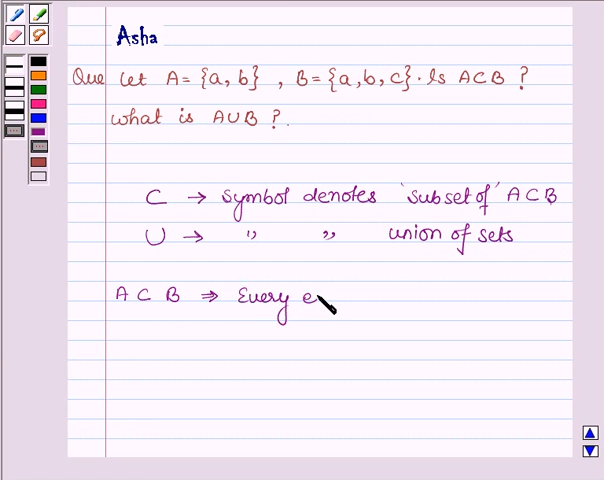 Asha
Que Let A = {a, b} , B = {a, b, c} . Is A ⊂ B ?
What is A ∪ B ?.
⊂ → symbol denotes 'subset of' A ⊂ B
∪ → " " union of sets
A ⊂ B ⇒ Every e